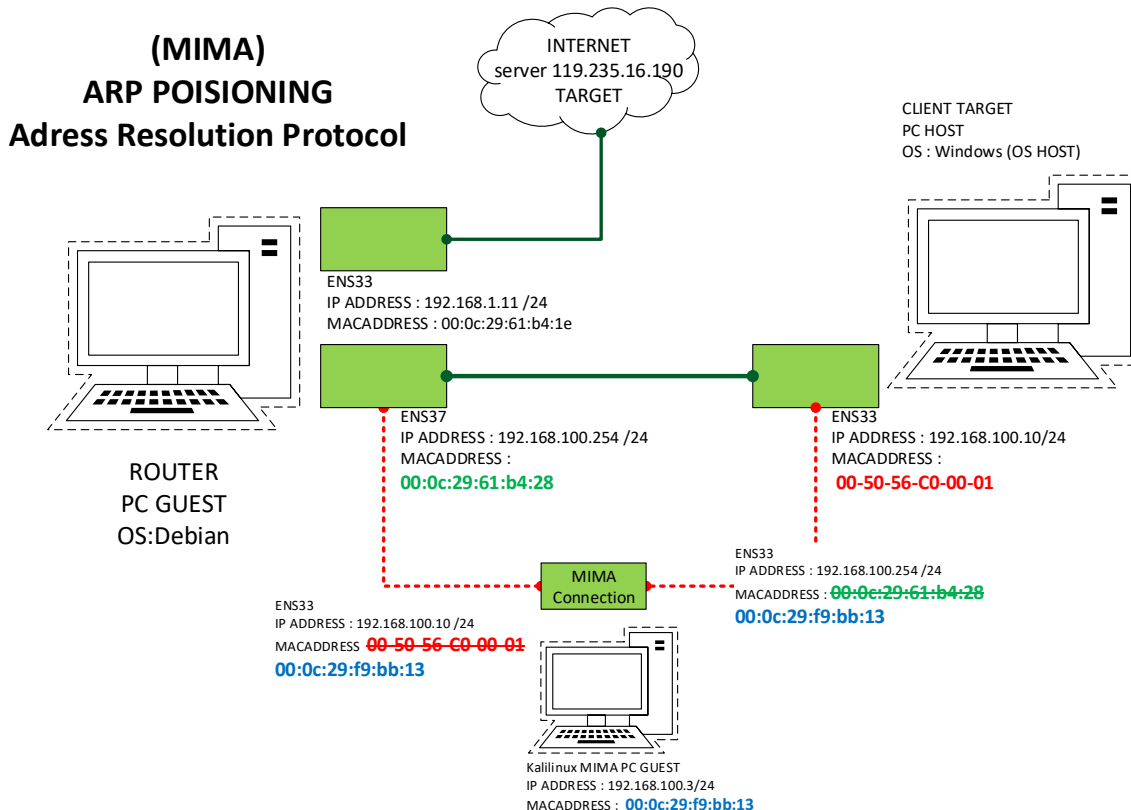 (MIMA)
ARP POISIONING
Adress Resolution Protocol
INTERNET
server 119.235.16.190
TARGET
CLIENT TARGET
PC HOST
OS : Windows (OS HOST)
ENS33
IP ADDRESS : 192.168.1.11 /24
MACADDRESS : 00:0c:29:61:b4:1e
ENS37
IP ADDRESS : 192.168.100.254 /24
MACADDRESS :
00:0c:29:61:b4:28
ENS33
IP ADDRESS : 192.168.100.10/24
MACADDRESS :
00-50-56-C0-00-01
ROUTER
PC GUEST
OS:Debian
MIMA
Connection
ENS33
IP ADDRESS : 192.168.100.254 /24
MACADDRESS : 00:0c:29:61:b4:28
00:0c:29:f9:bb:13
ENS33
IP ADDRESS : 192.168.100.10 /24
MACADDRESS 00-50-56-C0-00-01
00:0c:29:f9:bb:13
Kalilinux MIMA PC GUEST
IP ADDRESS : 192.168.100.3/24
MACADDRESS : 00:0c:29:f9:bb:13